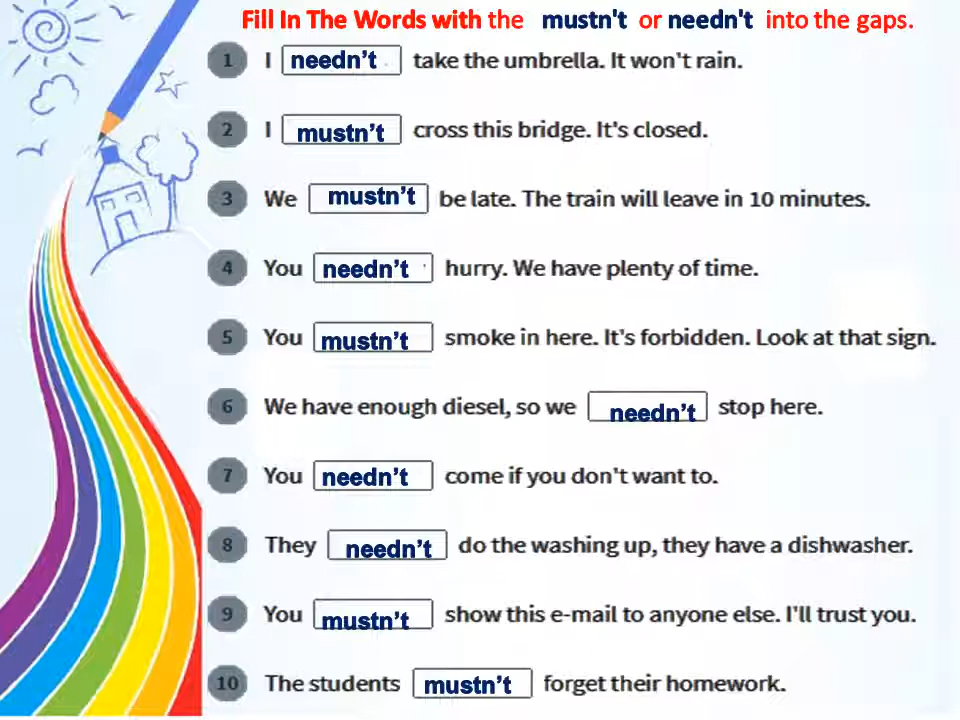 Fill In The Words with the mustn't or needn't into the gaps.
1 I needn't take the umbrella. It won't rain.
2 I mustn't cross this bridge. It's closed.
3 We mustn't be late. The train will leave in 10 minutes.
4 You needn't hurry. We have plenty of time.
5 You mustn't smoke in here. It's forbidden. Look at that sign.
6 We have enough diesel, so we needn't stop here.
7 You needn't come if you don't want to.
8 They needn't do the washing up, they have a dishwasher.
9 You mustn't show this e-mail to anyone else. I'll trust you.
10 The students mustn't forget their homework.